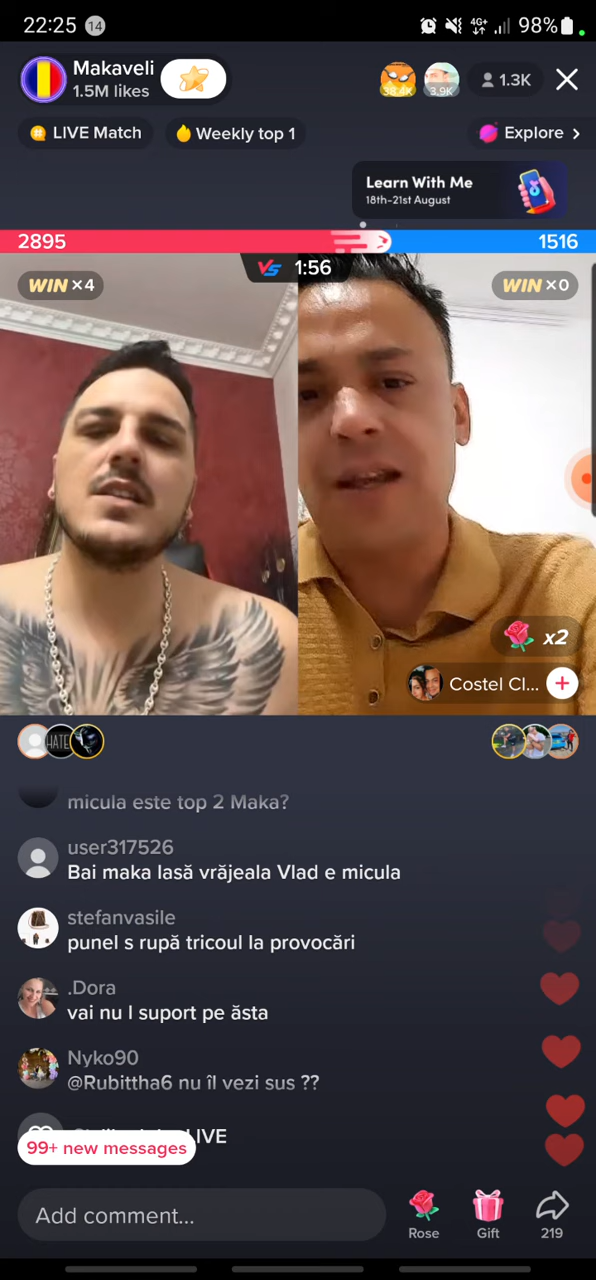 22:25 14 4G+ 98%
Makaveli
1.5M likes
36.4K 3.9K 1.3K
LIVE Match Weekly top 1 Explore
Learn With Me
18th-21st August
2895 1516
VS 1:56
WIN ×4 WIN ×0
x2
Costel Cl...
HATE
micula este top 2 Maka?
user317526
Bai maka lasă vrăjeala Vlad e micula
stefanvasile
punel s rupă tricoul la provocări
.Dora
vai nu l suport pe ăsta
Nyko90
@Rubittha6 nu îl vezi sus ??
LIVE
99+ new messages
Add comment...
Rose Gift 219